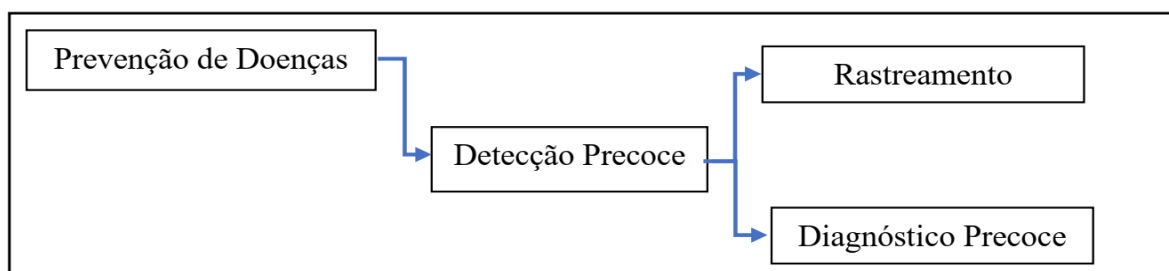 Prevenção de Doenças
Rastreamento
Detecção Precoce
Diagnóstico Precoce